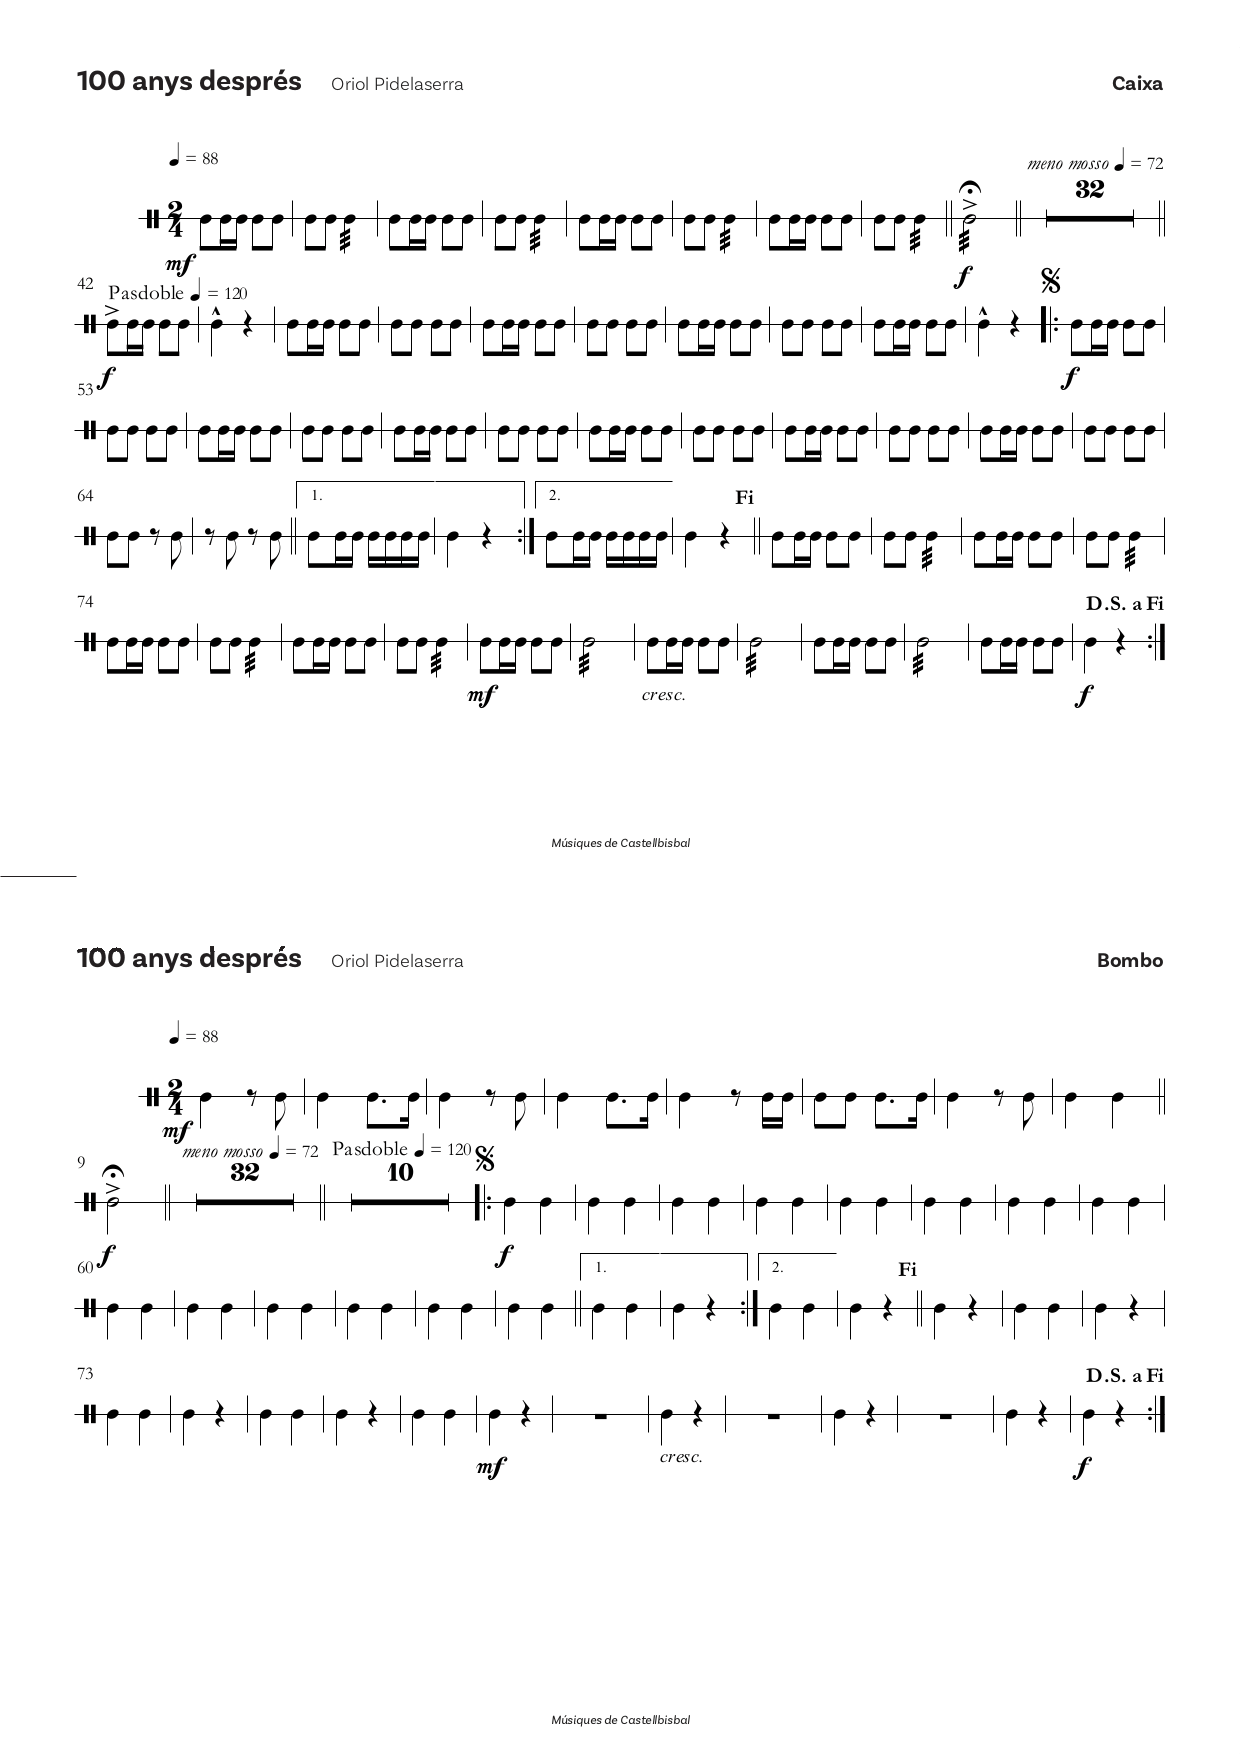 100 anys després Oriol Pidelaserra Caixa
♩ = 88
meno mosso ♩ = 72
32
2
4
mf
f
42
Pasdoble ♩ = 120
f
f
53
64
1.
2.
Fi
74
D.S. a Fi
mf
cresc.
f
Músiques de Castellbisbal
100 anys després Oriol Pidelaserra Bombo
♩ = 88
2
4
mf
9
meno mosso ♩ = 72 Pasdoble ♩ = 120
32 10
f
f
60
1.
2.
Fi
73
D.S. a Fi
mf
cresc.
f
Músiques de Castellbisbal